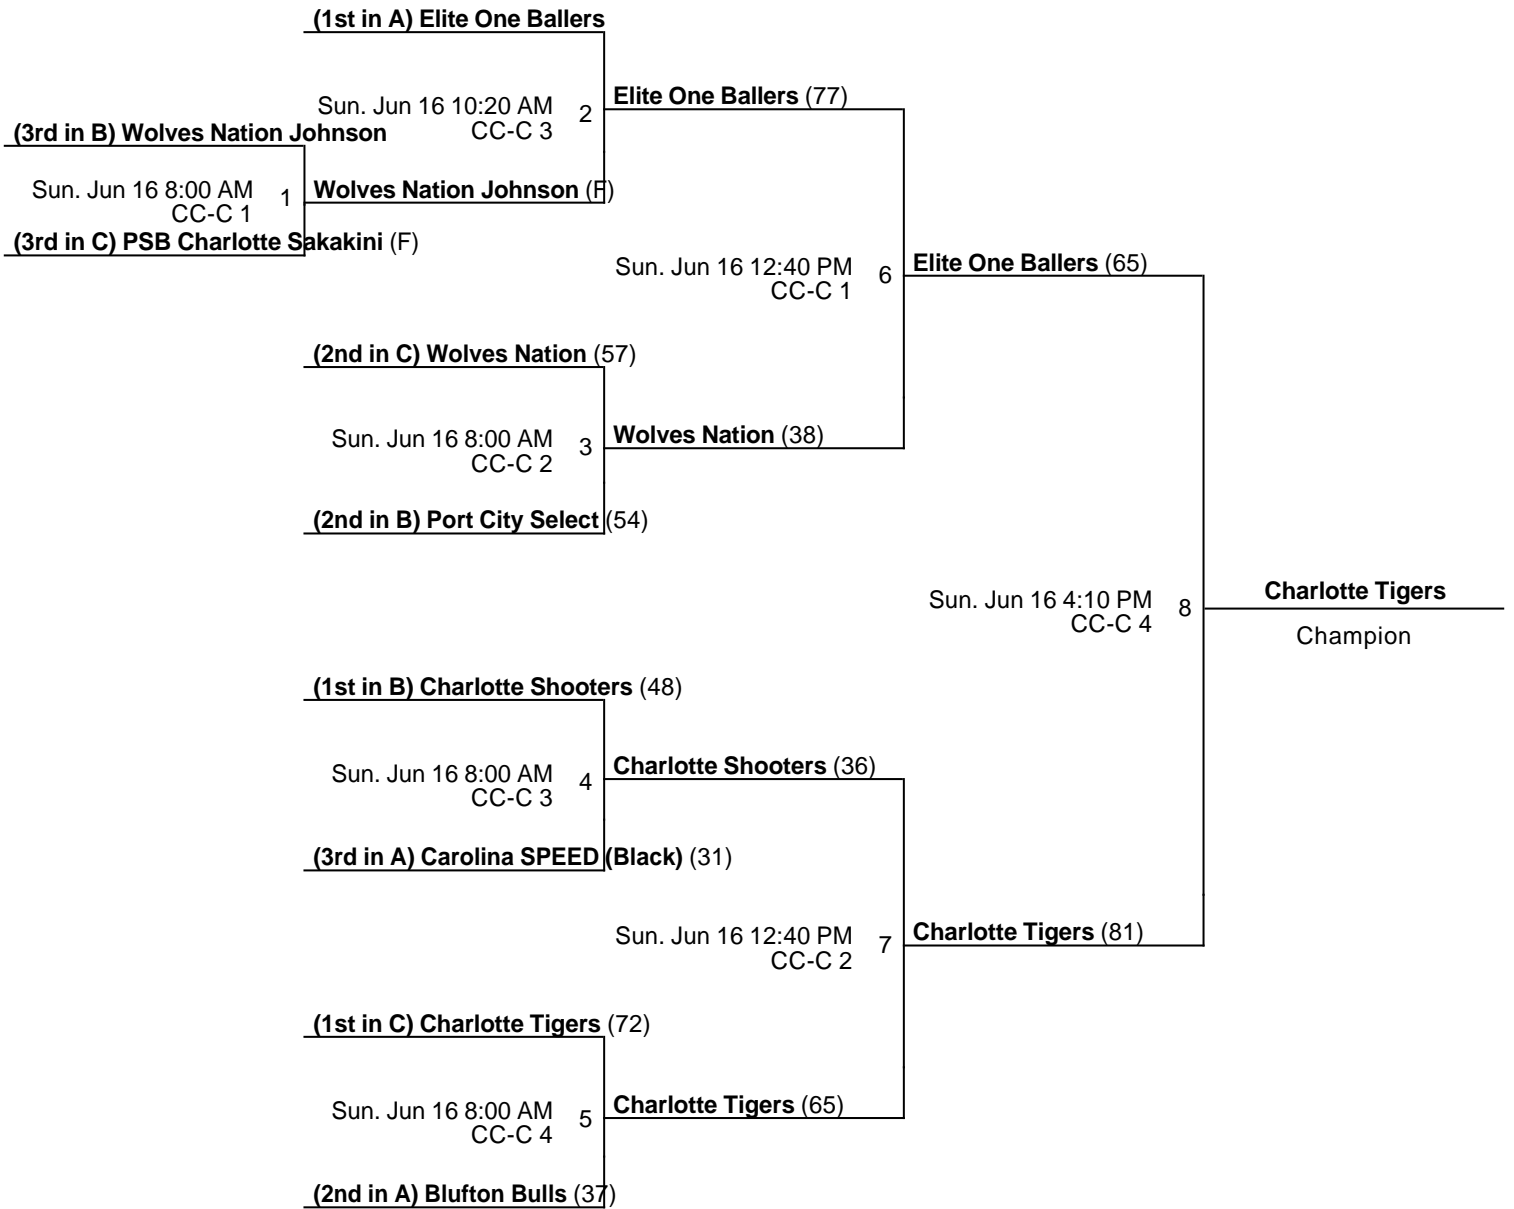 (1st in A) Elite One Ballers
Sun. Jun 16 10:20 AM
CC-C 3
2
Elite One Ballers (77)
(3rd in B) Wolves Nation Johnson
Sun. Jun 16 8:00 AM
CC-C 1
1
Wolves Nation Johnson (F)
(3rd in C) PSB Charlotte Sakakini (F)
Sun. Jun 16 12:40 PM
CC-C 1
6
Elite One Ballers (65)
(2nd in C) Wolves Nation (57)
Sun. Jun 16 8:00 AM
CC-C 2
3
Wolves Nation (38)
(2nd in B) Port City Select (54)
Sun. Jun 16 4:10 PM
CC-C 4
8
Charlotte Tigers
Champion
(1st in B) Charlotte Shooters (48)
Sun. Jun 16 8:00 AM
CC-C 3
4
Charlotte Shooters (36)
(3rd in A) Carolina SPEED (Black) (31)
Sun. Jun 16 12:40 PM
CC-C 2
7
Charlotte Tigers (81)
(1st in C) Charlotte Tigers (72)
Sun. Jun 16 8:00 AM
CC-C 4
5
Charlotte Tigers (65)
(2nd in A) Blufton Bulls (37)